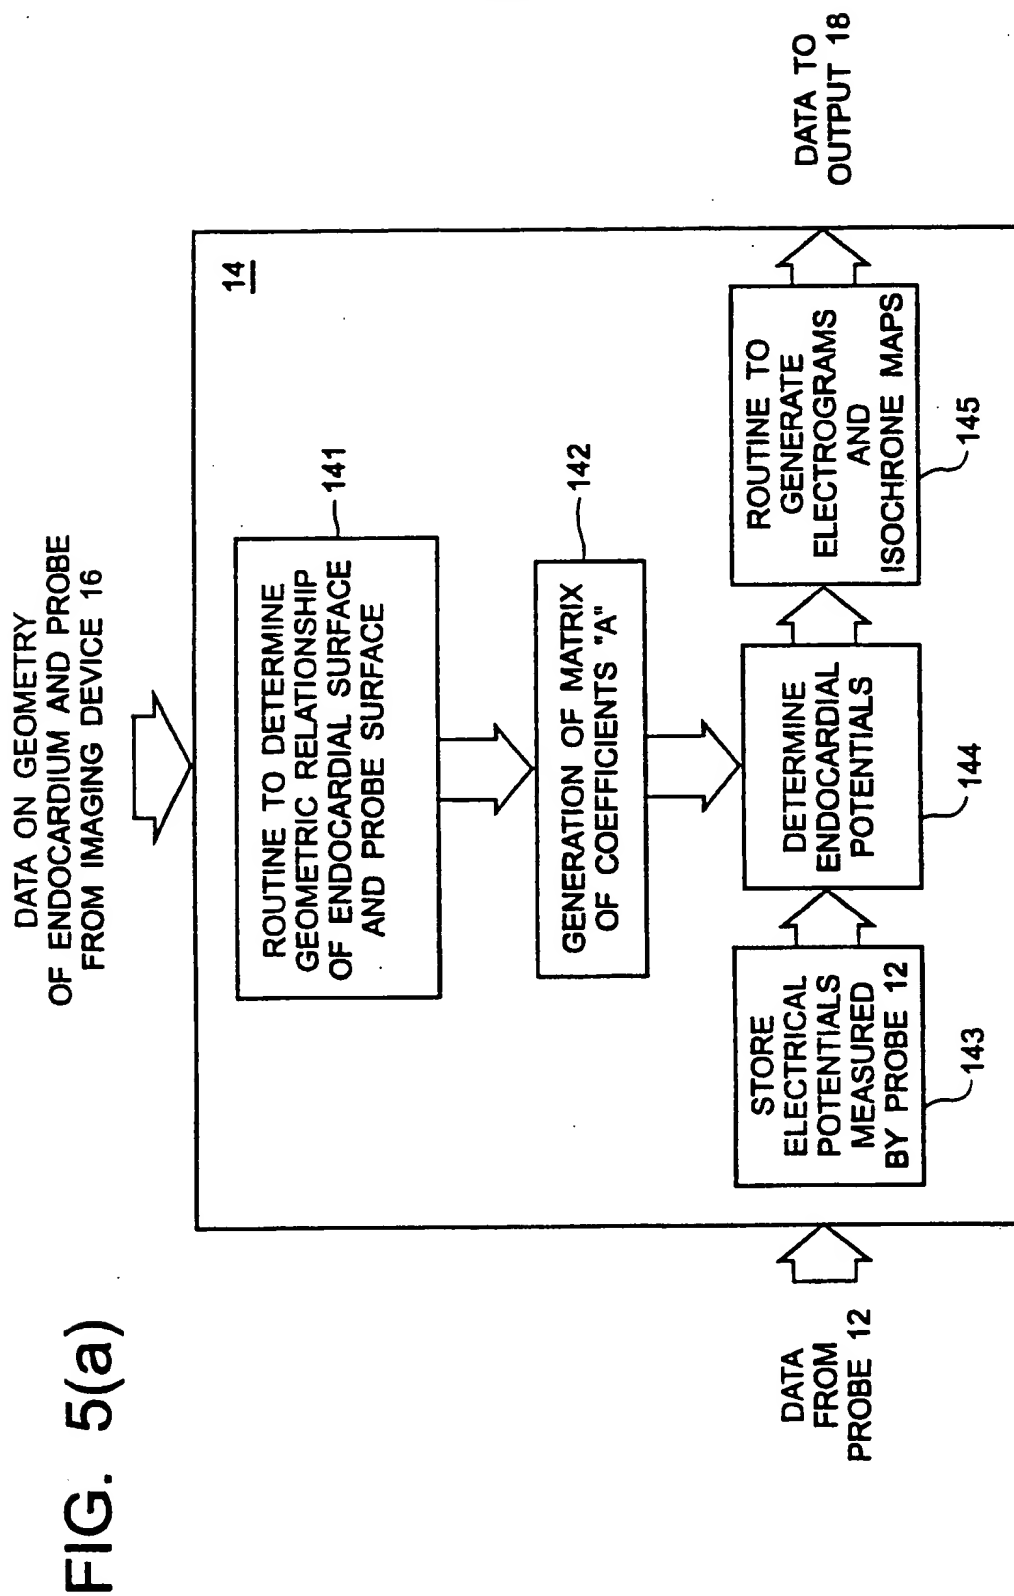 FIG. 5(a)
DATA ON GEOMETRY
OF ENDOCARDIUM AND PROBE
FROM IMAGING DEVICE 16
14
ROUTINE TO DETERMINE
GEOMETRIC RELATIONSHIP
OF ENDOCARDIAL SURFACE
AND PROBE SURFACE
141
GENERATION OF MATRIX
OF COEFFICIENTS "A"
142
DATA
FROM
PROBE 12
STORE
ELECTRICAL
POTENTIALS
MEASURED
BY PROBE 12
143
DETERMINE
ENDOCARDIAL
POTENTIALS
144
ROUTINE TO
GENERATE
ELECTROGRAMS
AND
ISOCHRONE MAPS
145
DATA TO
OUTPUT 18